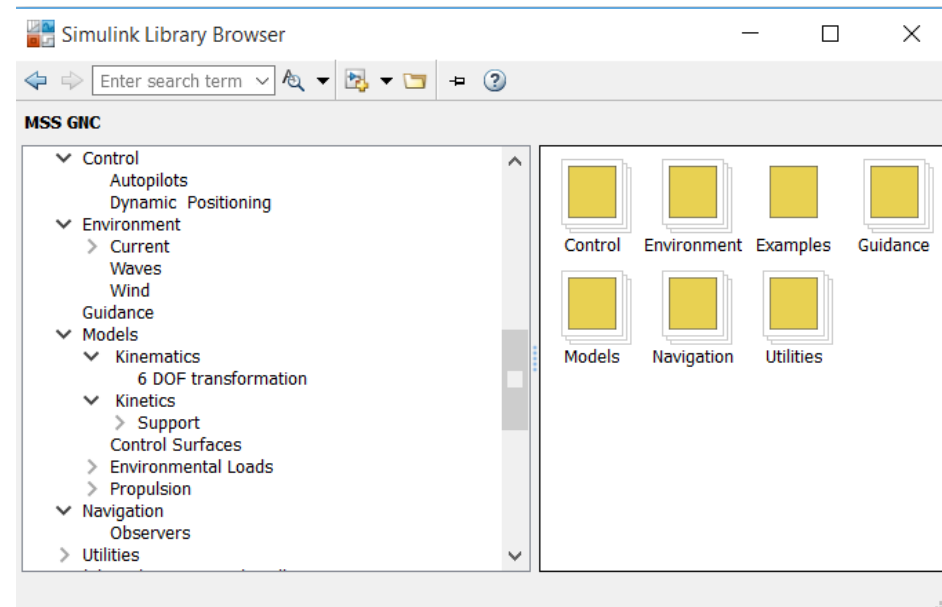 Simulink Library Browser
Enter search term
MSS GNC
Control
Autopilots
Dynamic Positioning
Environment
Current
Waves
Wind
Guidance
Models
Kinematics
6 DOF transformation
Kinetics
Support
Control Surfaces
Environmental Loads
Propulsion
Navigation
Observers
Utilities
Control Environment Examples Guidance
Models Navigation Utilities